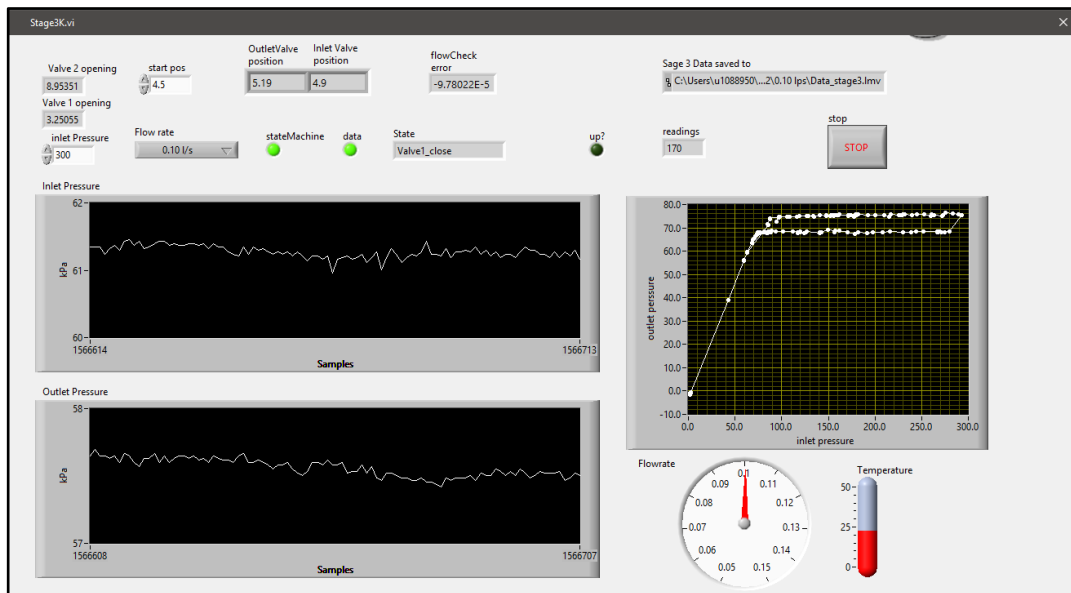 Stage3K.vi
Valve 2 opening
8.95351
start pos
4.5
OutletValve position
5.19
Inlet Valve position
4.9
flowCheck error
-9.78022E-5
Sage 3 Data saved to
C:\Users\u1088950\...2\0.10 lps\Data_stage3.lmv
Valve 1 opening
3.25055
inlet Pressure
300
Flow rate
0.10 l/s
stateMachine
data
State
Valve1_close
up?
readings
170
stop
STOP
Inlet Pressure
62
61
60
kPa
1566614
1566713
Samples
Outlet Pressure
58
57
kPa
1566608
1566707
Samples
80.0
70.0
60.0
50.0
40.0
30.0
20.0
10.0
0.0
-10.0
outlet perssure
0.0
50.0
100.0
150.0
200.0
250.0
300.0
inlet pressure
Flowrate
0.05
0.06
0.07
0.08
0.09
0.1
0.11
0.12
0.13
0.14
0.15
Temperature
50
25
0